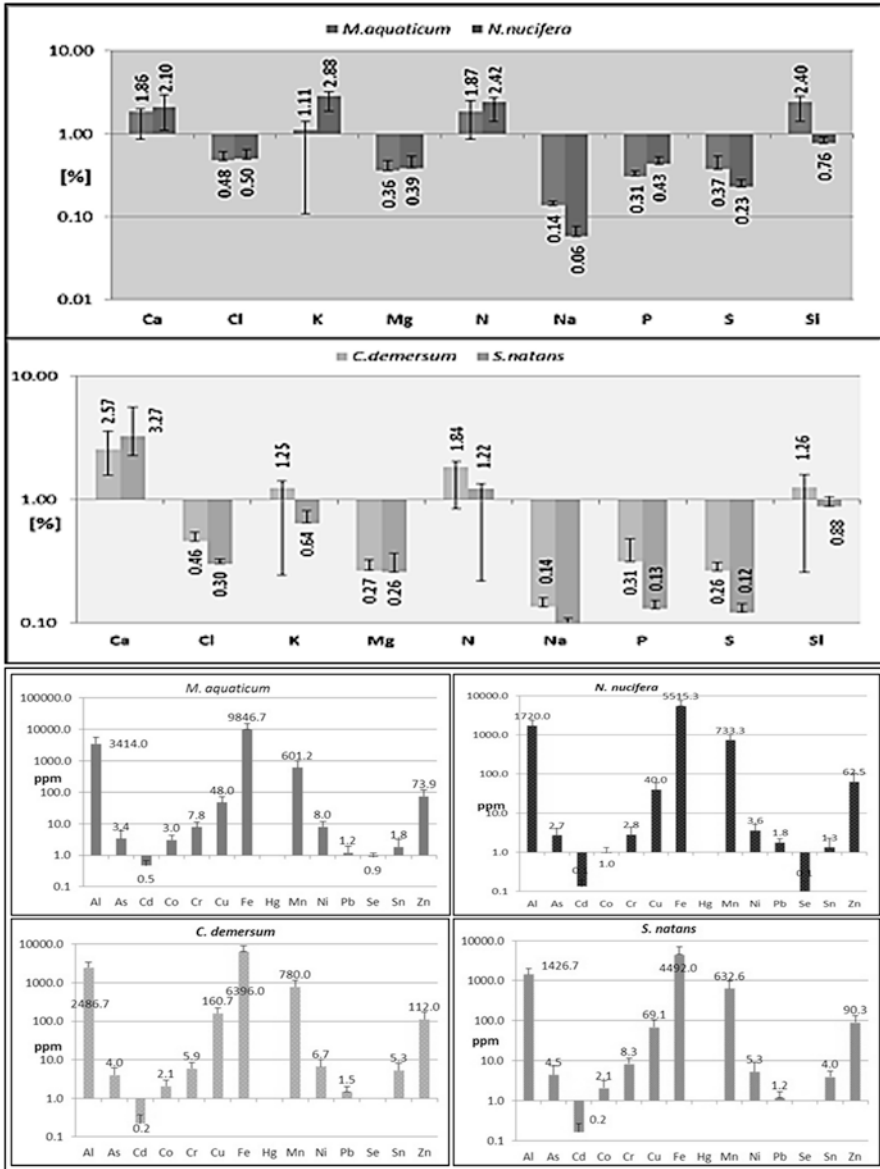 M.aquaticum N.nucifera
10.00
1.00
[%]
0.10
0.01
1.86 2.10 0.48 0.50 1.11 2.88 0.36 0.39 1.87 2.42 0.14 0.06 0.31 0.43 0.37 0.23 2.40 0.76
Ca Cl K Mg N Na P S Si
C.demersum S.natans
10.00
1.00
[%]
0.10
2.57 3.27 0.46 0.30 1.25 0.64 0.27 0.26 1.84 1.22 0.14 0.31 0.13 0.26 0.12 1.26 0.88
Ca Cl K Mg N Na P S Si
M. aquaticum
100000.0
10000.0
1000.0
ppm
100.0
10.0
1.0
0.1
3414.0 3.4 0.5 3.0 7.8 48.0 9846.7 601.2 8.0 1.2 0.9 1.8 73.9
Al As Cd Co Cr Cu Fe Hg Mn Ni Pb Se Sn Zn
N. nucifera
10000.0
1000.0
ppm
100.0
10.0
1.0
0.1
1720.0 2.7 1.0 2.8 40.0 5515.3 733.3 3.6 1.8 0.1 1.3 62.5
Al As Cd Co Cr Cu Fe Hg Mn Ni Pb Se Sn Zn
C. demersum
10000.0
1000.0
100.0
ppm
10.0
1.0
0.1
2486.7 4.0 0.2 2.1 5.9 160.7 6396.0 780.0 6.7 1.5 5.3 112.0
Al As Cd Co Cr Cu Fe Hg Mn Ni Pb Se Sn Zn
S. natans
10000.0
1000.0
100.0
ppm
10.0
1.0
0.1
1426.7 4.5 0.2 2.1 8.3 69.1 4492.0 632.6 5.3 1.2 4.0 90.3
Al As Cd Co Cr Cu Fe Hg Mn Ni Pb Se Sn Zn